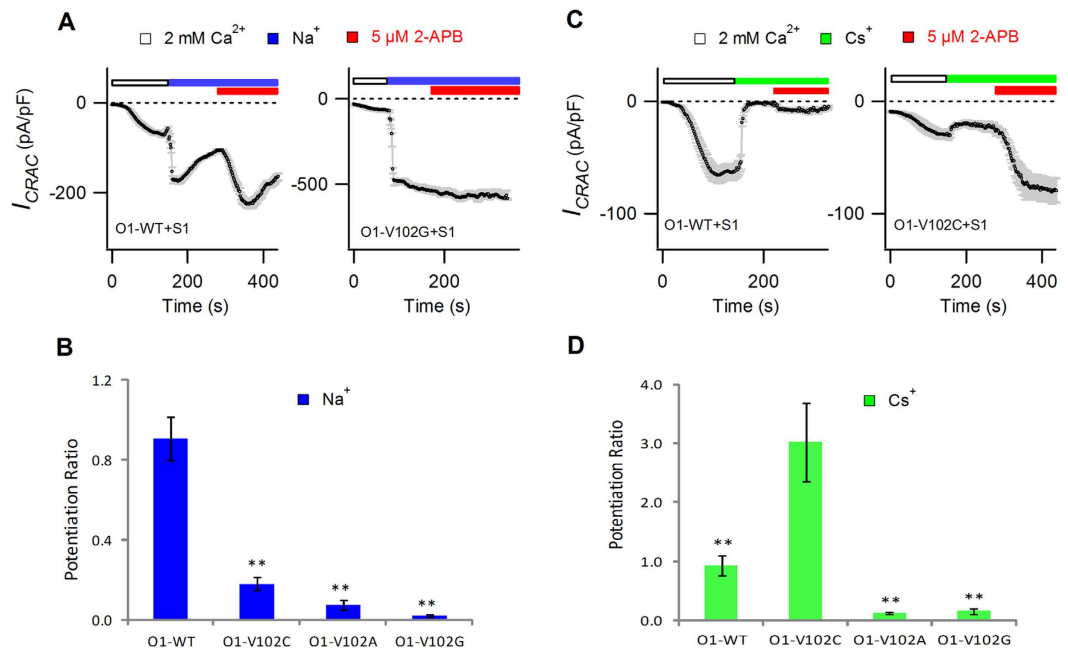 A
2 mM Ca²⁺ Na⁺ 5 µM 2-APB
I_CRAC (pA/pF)
0
-200
O1-WT+S1
0 200 400
Time (s)
0
-500
O1-V102G+S1
0 200
Time (s)
C
2 mM Ca²⁺ Cs⁺ 5 µM 2-APB
I_CRAC (pA/pF)
0
-100
O1-WT+S1
0 200
Time (s)
0
-100
O1-V102C+S1
0 200 400
Time (s)
B
Potentiation Ratio
1.2
0.8
0.4
0.0
Na⁺
**
**
**
O1-WT O1-V102C O1-V102A O1-V102G
D
Potentiation Ratio
4.0
3.0
2.0
1.0
0.0
Cs⁺
**
**
**
O1-WT O1-V102C O1-V102A O1-V102G